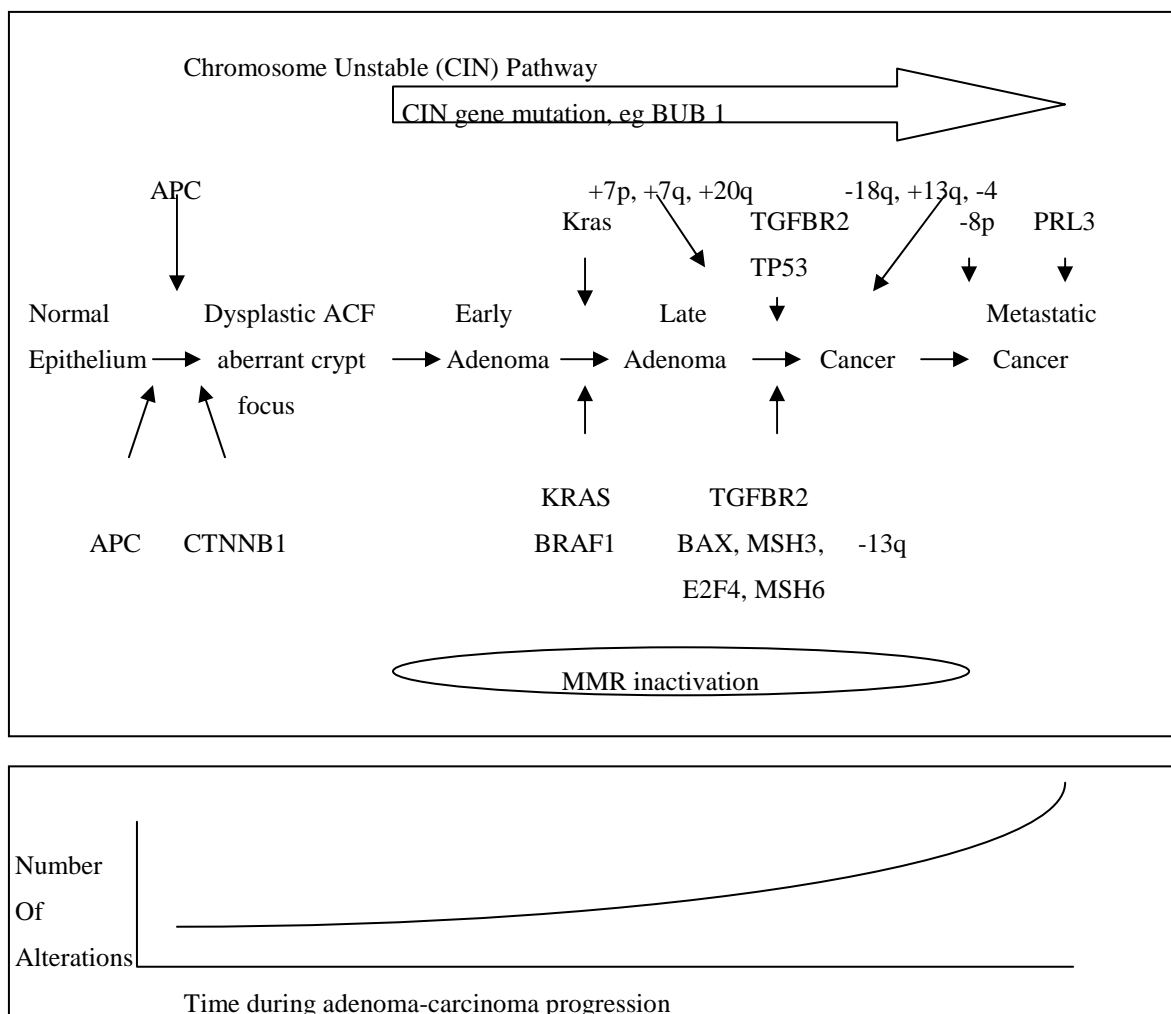 Chromosome Unstable (CIN) Pathway
CIN gene mutation, eg BUB 1
APC +7p, +7q, +20q -18q, +13q, -4
Kras TGFBR2 -8p PRL3
TP53
Normal Dysplastic ACF Early Late Metastatic
Epithelium aberrant crypt Adenoma Adenoma Cancer Cancer
focus
KRAS TGFBR2
APC CTNNB1 BRAF1 BAX, MSH3, -13q
E2F4, MSH6
MMR inactivation
Number
Of
Alterations
Time during adenoma-carcinoma progression